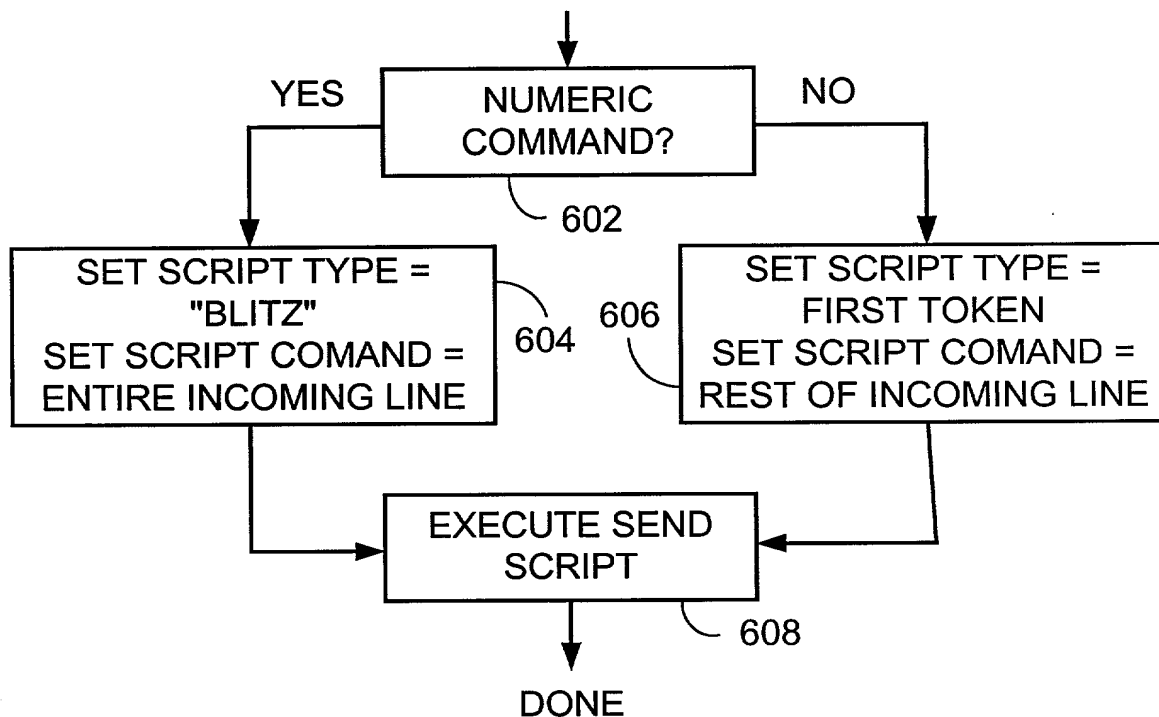 YES
NUMERIC
COMMAND?
NO
602
SET SCRIPT TYPE =
"BLITZ"
SET SCRIPT COMAND =
ENTIRE INCOMING LINE
604
606
SET SCRIPT TYPE =
FIRST TOKEN
SET SCRIPT COMAND =
REST OF INCOMING LINE
EXECUTE SEND
SCRIPT
608
DONE